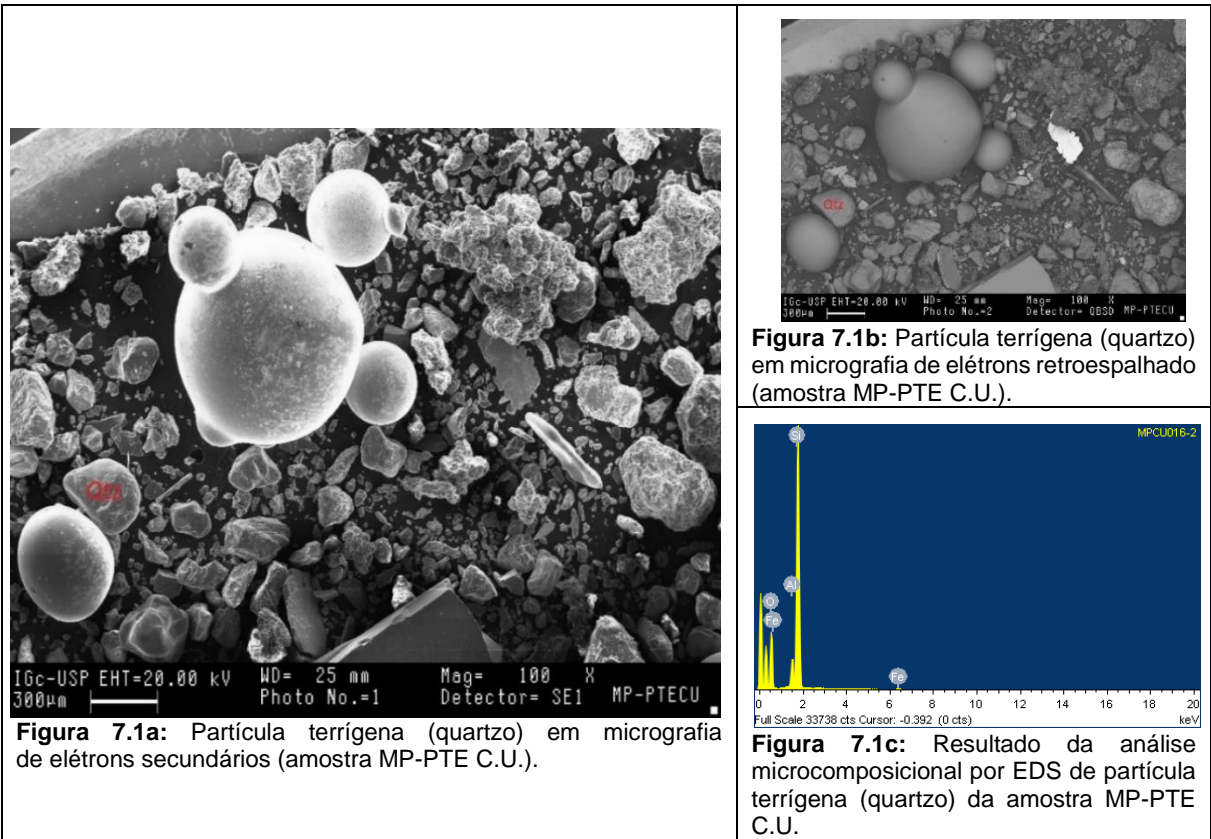 Qtz
IGc-USP EHT=20.00 kV WD= 25 mm Mag= 100 X
300µm Photo No.=1 Detector= SE1 MP-PTECU
Figura 7.1a: Partícula terrígena (quartzo) em micrografia
de elétrons secundários (amostra MP-PTE C.U.).
Qtz
IGc-USP EHT=20.00 kV WD= 25 mm Mag= 100 X
300µm Photo No.=2 Detector= QBSD MP-PTECU
Figura 7.1b: Partícula terrígena (quartzo)
em micrografia de elétrons retroespalhado
(amostra MP-PTE C.U.).
Si MPCU016-2
Al
O
Fe
Fe
0 2 4 6 8 10 12 14 16 18 20
Full Scale 33738 cts Cursor: -0.392 (0 cts) keV
Figura 7.1c: Resultado da análise
microcomposicional por EDS de partícula
terrígena (quartzo) da amostra MP-PTE
C.U.